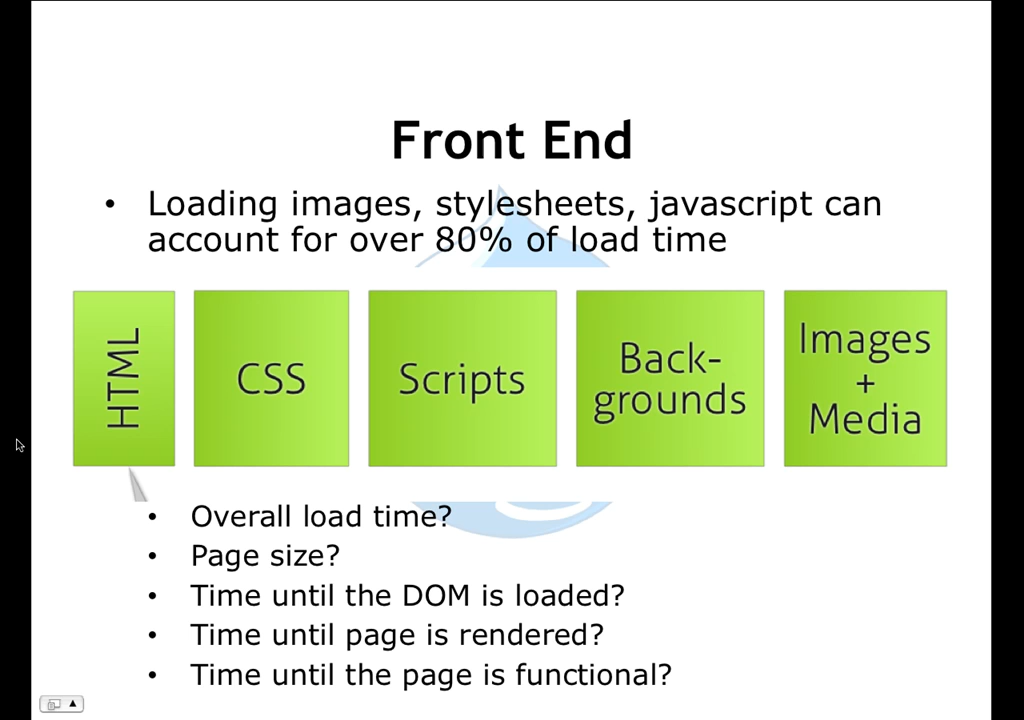 Front End
• Loading images, stylesheets, javascript can
account for over 80% of load time
HTML
CSS
Scripts
Back-
grounds
Images
+
Media
• Overall load time?
• Page size?
• Time until the DOM is loaded?
• Time until page is rendered?
• Time until the page is functional?